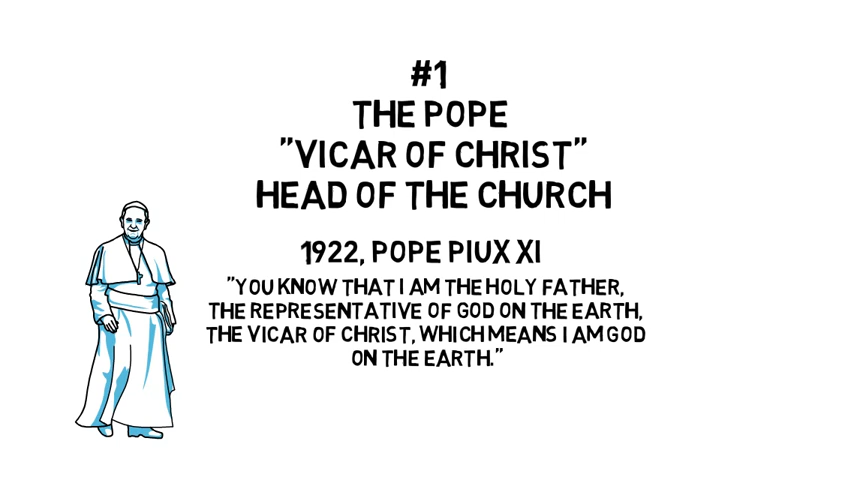 #1
THE POPE
"VICAR OF CHRIST"
HEAD OF THE CHURCH
1922, POPE PIUX XI
"YOU KNOW THAT I AM THE HOLY FATHER,
THE REPRESENTATIVE OF GOD ON THE EARTH,
THE VICAR OF CHRIST, WHICH MEANS I AM GOD
ON THE EARTH."